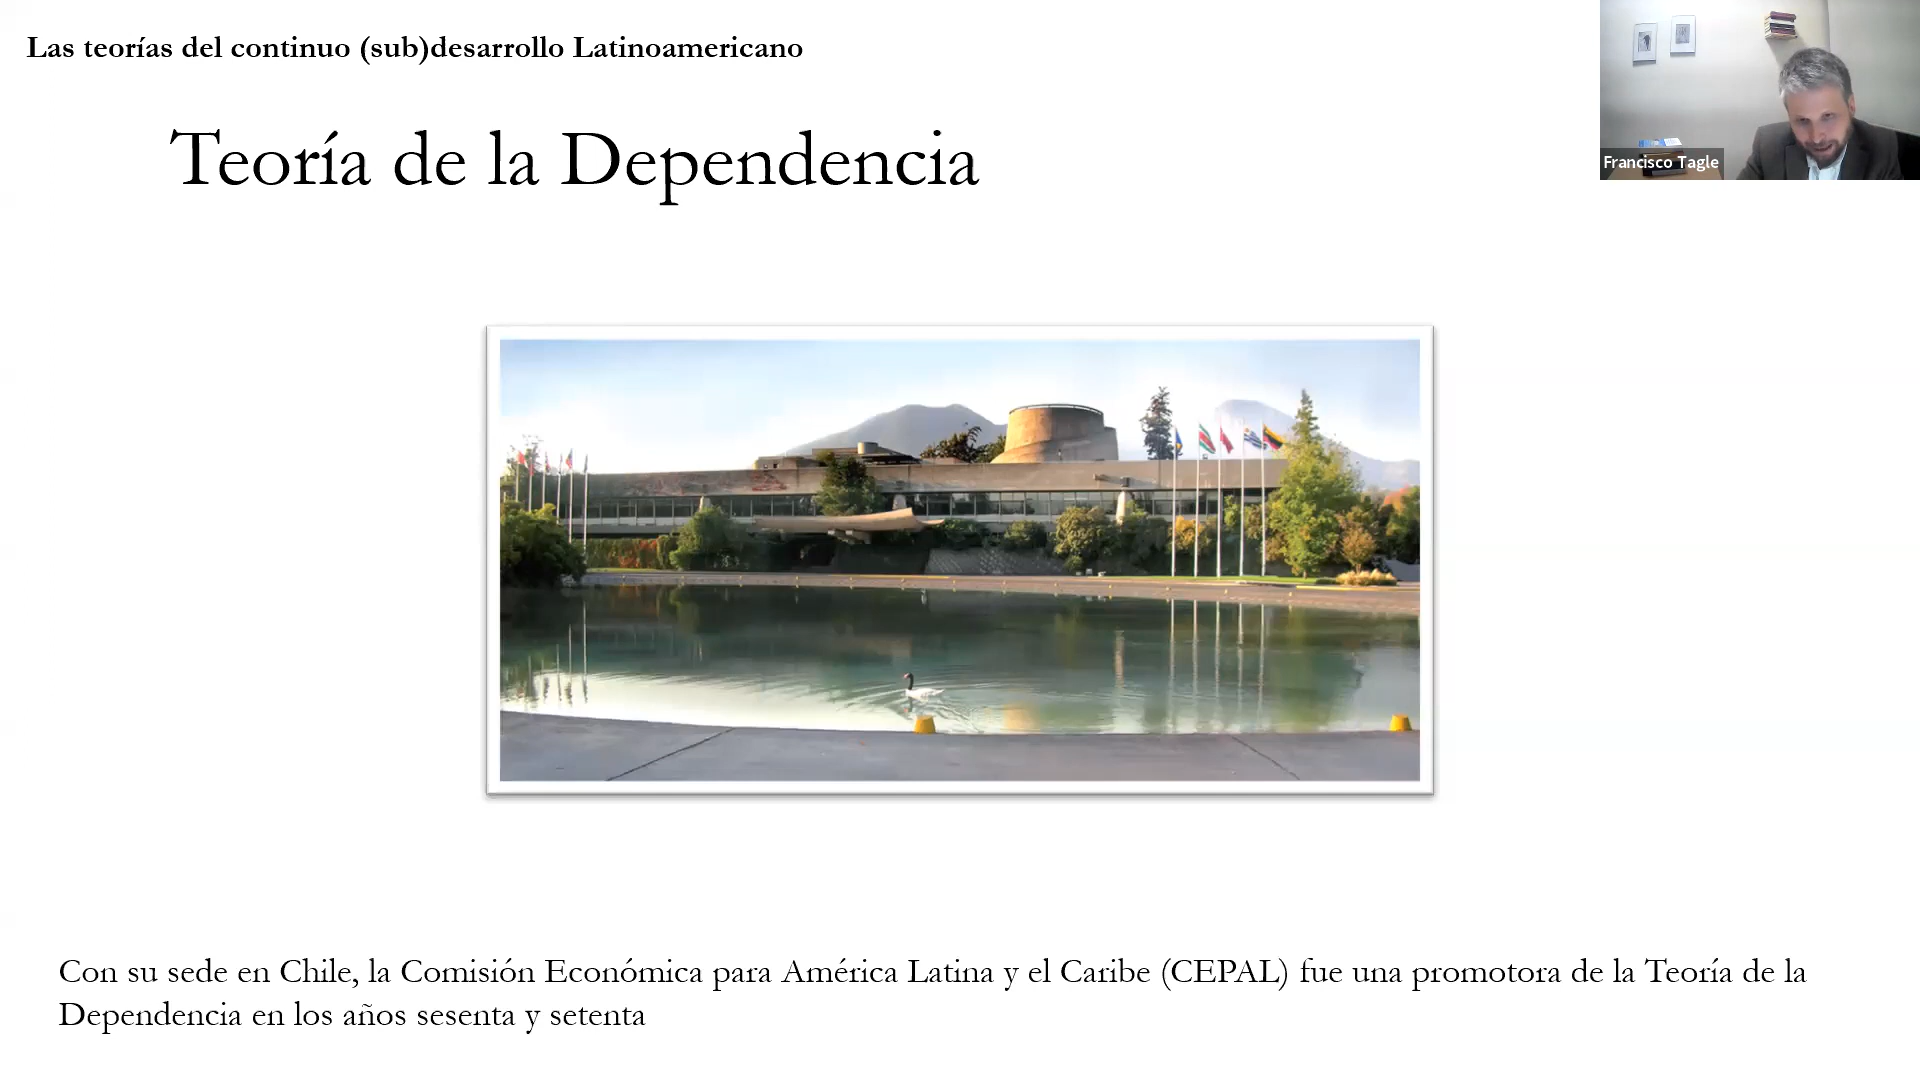 Las teorías del continuo (sub)desarrollo Latinoamericano
Teoría de la Dependencia
Francisco Tagle
Con su sede en Chile, la Comisión Económica para América Latina y el Caribe (CEPAL) fue una promotora de la Teoría de la
Dependencia en los años sesenta y setenta